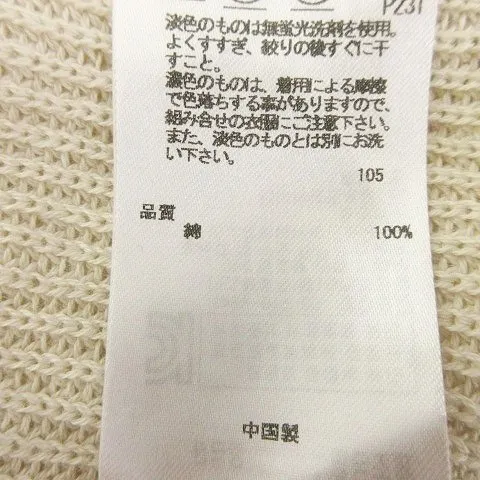 P231
淡色のものは無蛍光洗剤を使用。
よくすすぎ、絞りの後すぐに干
すこと。
濃色のものは、着用による摩擦
で色落ちする事がありますので、
組み合せの衣服にご注意下さい。
また、淡色のものとは別にお洗
い下さい。
105
品質
綿 100%
中国製